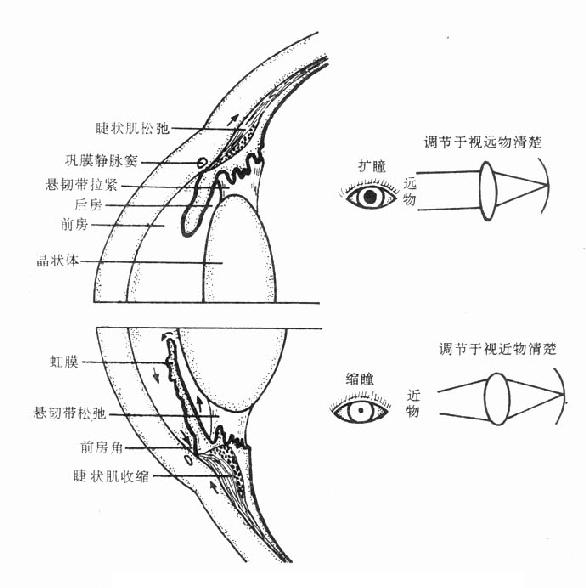 睫状肌松弛
巩膜静脉窦
悬韧带拉紧
后房
前房
晶状体
调节于视远物清楚
扩瞳
远物
虹膜
悬韧带松弛
前房角
睫状肌收缩
调节于视近物清楚
缩瞳
近物